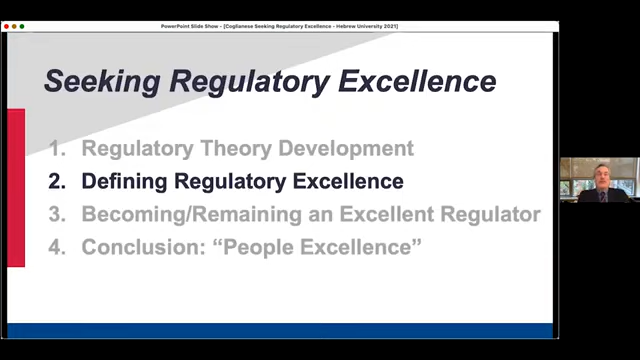 PowerPoint Slide Show - [Coglianese Seeking Regulatory Excellence - Hebrew University 2021]
Seeking Regulatory Excellence
1. Regulatory Theory Development
2. Defining Regulatory Excellence
3. Becoming/Remaining an Excellent Regulator
4. Conclusion: “People Excellence”